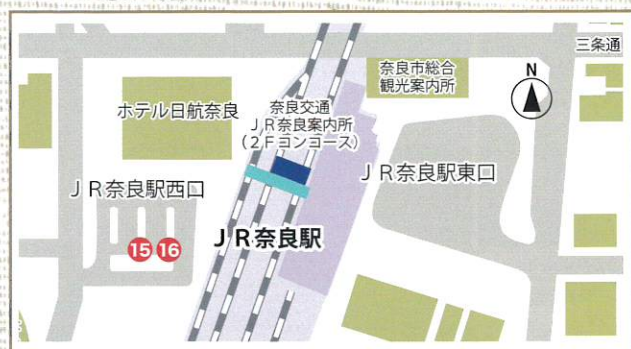 三条通
奈良市総合
観光案内所
N
ホテル日航奈良
奈良交通
JR奈良案内所
(2Fコンコース)
JR奈良駅西口
JR奈良駅東口
15 16
JR奈良駅